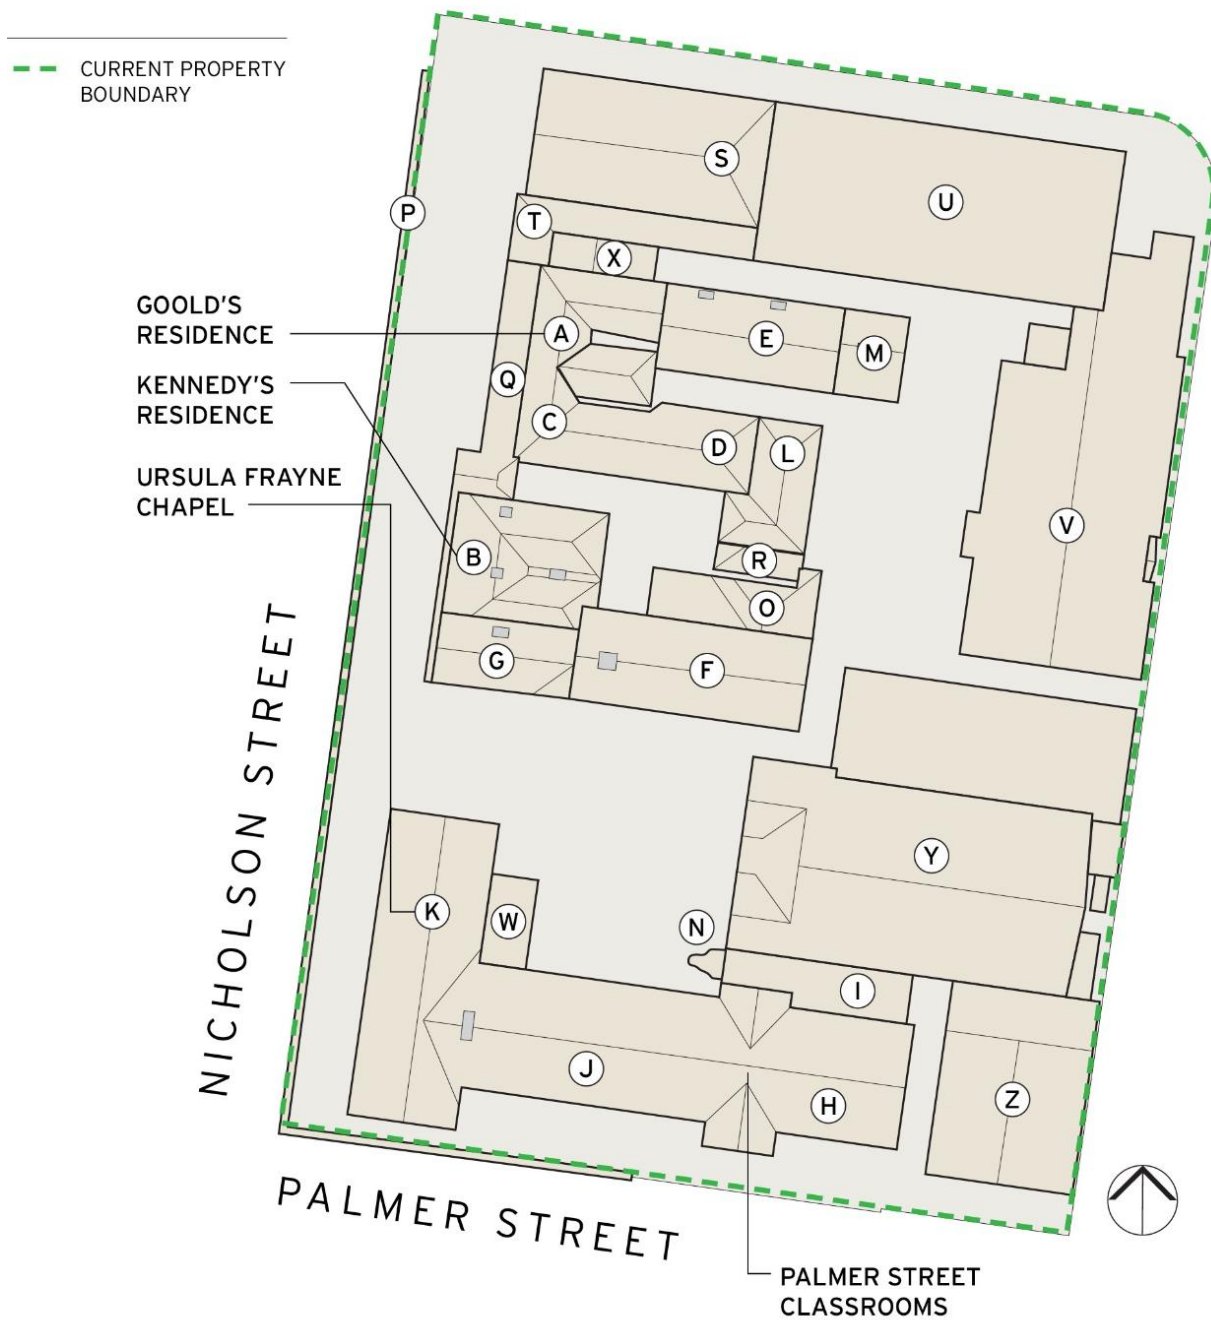 CURRENT PROPERTY
BOUNDARY
S
U
P
T
X
GOOLD'S
RESIDENCE
A
E
M
KENNEDY'S
RESIDENCE
Q
C
D
L
URSULA FRAYNE
CHAPEL
V
B
R
O
G
F
NICHOLSON STREET
Y
K
W
N
I
J
H
Z
PALMER STREET
PALMER STREET
CLASSROOMS